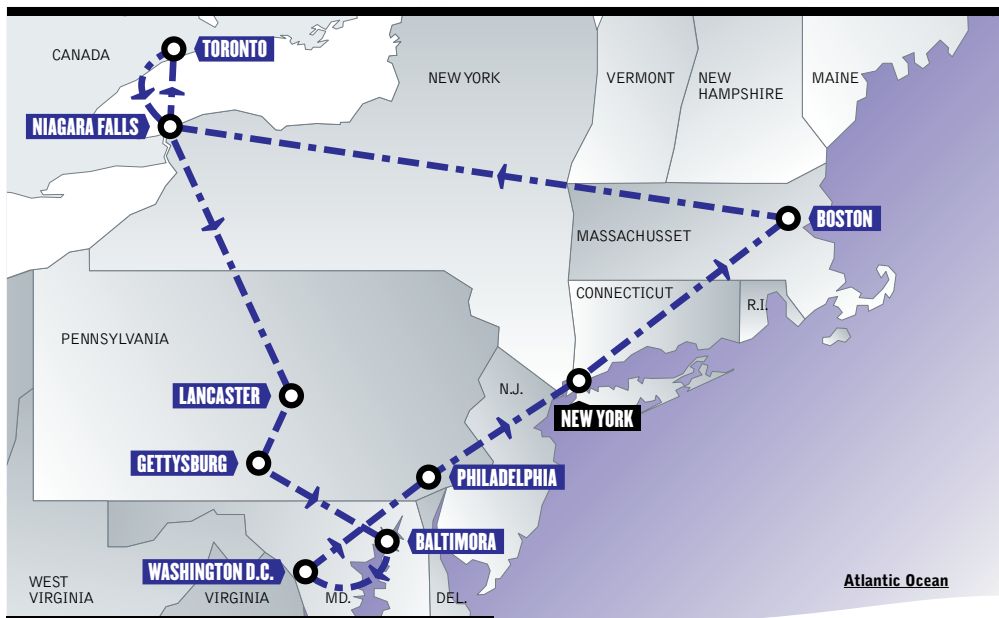 TORONTO
CANADA
NEW YORK
VERMONT
NEW
HAMPSHIRE
MAINE
NIAGARA FALLS
BOSTON
MASSACHUSSET
CONNECTICUT
R.I.
PENNSYLVANIA
N.J.
LANCASTER
NEW YORK
GETTYSBURG
PHILADELPHIA
BALTIMORA
WASHINGTON D.C.
WEST
VIRGINIA
VIRGINIA
MD.
DEL.
Atlantic Ocean